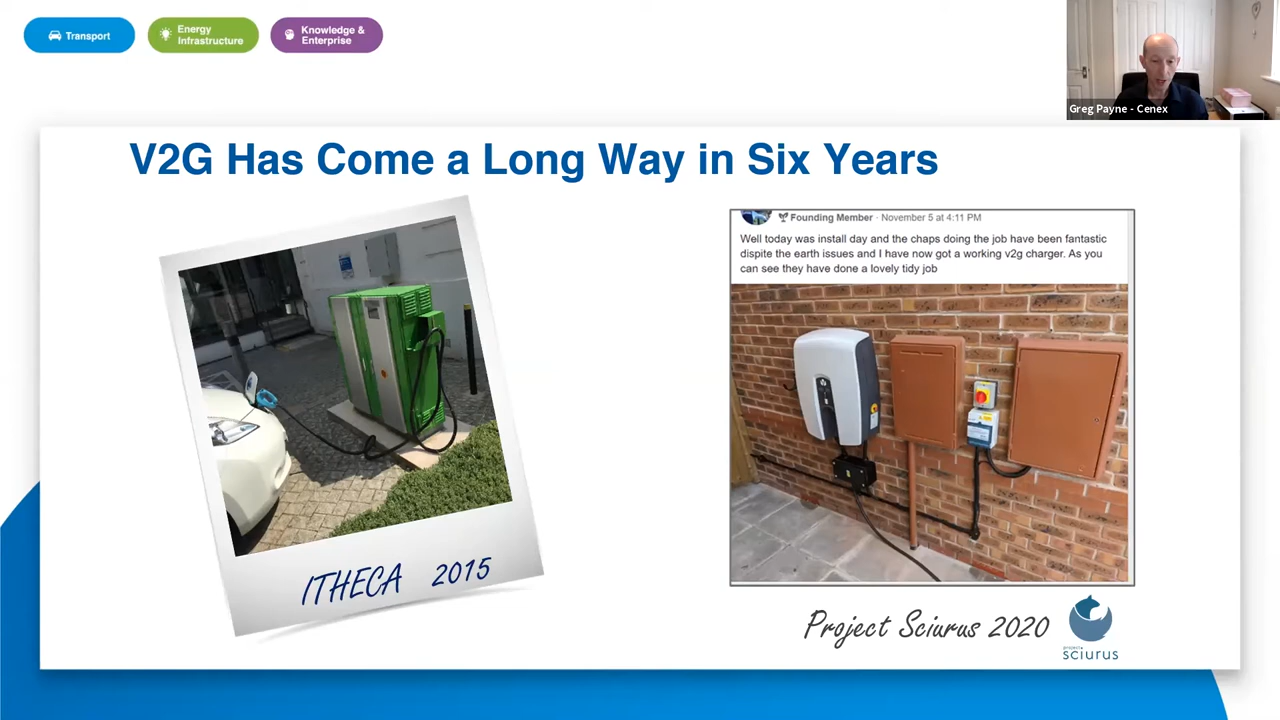 Transport
Energy
Infrastructure
Knowledge &
Enterprise
Greg Payne - Cenex
V2G Has Come a Long Way in Six Years
Founding Member · November 5 at 4:11 PM
Well today was install day and the chaps doing the job have been fantastic
dispite the earth issues and I have now got a working v2g charger. As you
can see they have done a lovely tidy job
ITHECA 2015
Project Sciurus 2020
project
sciurus